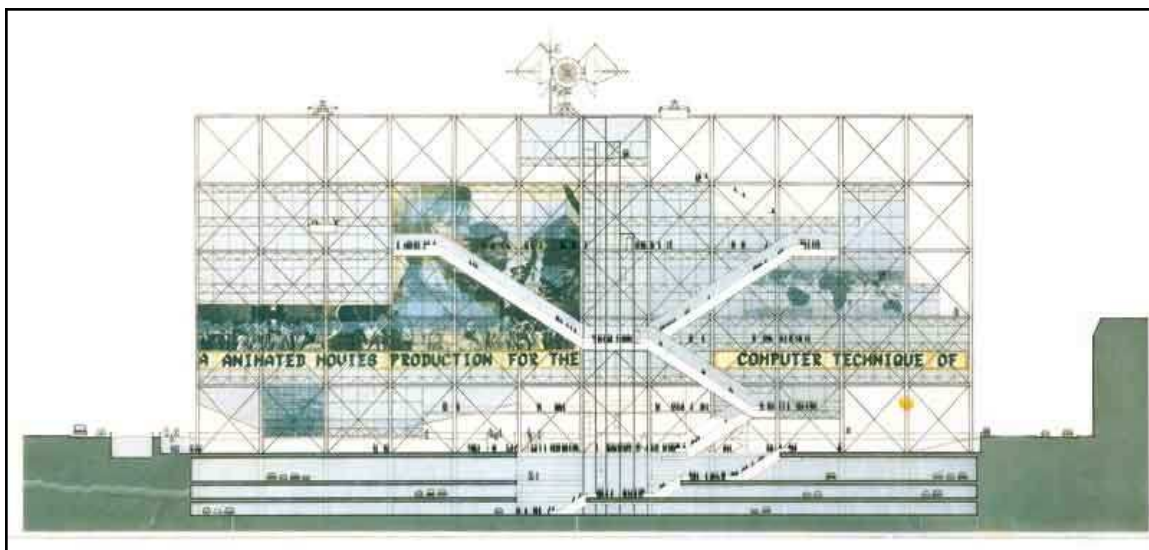 A ANIMATED MOVIES PRODUCTION FOR THE COMPUTER TECHNIQUE OF